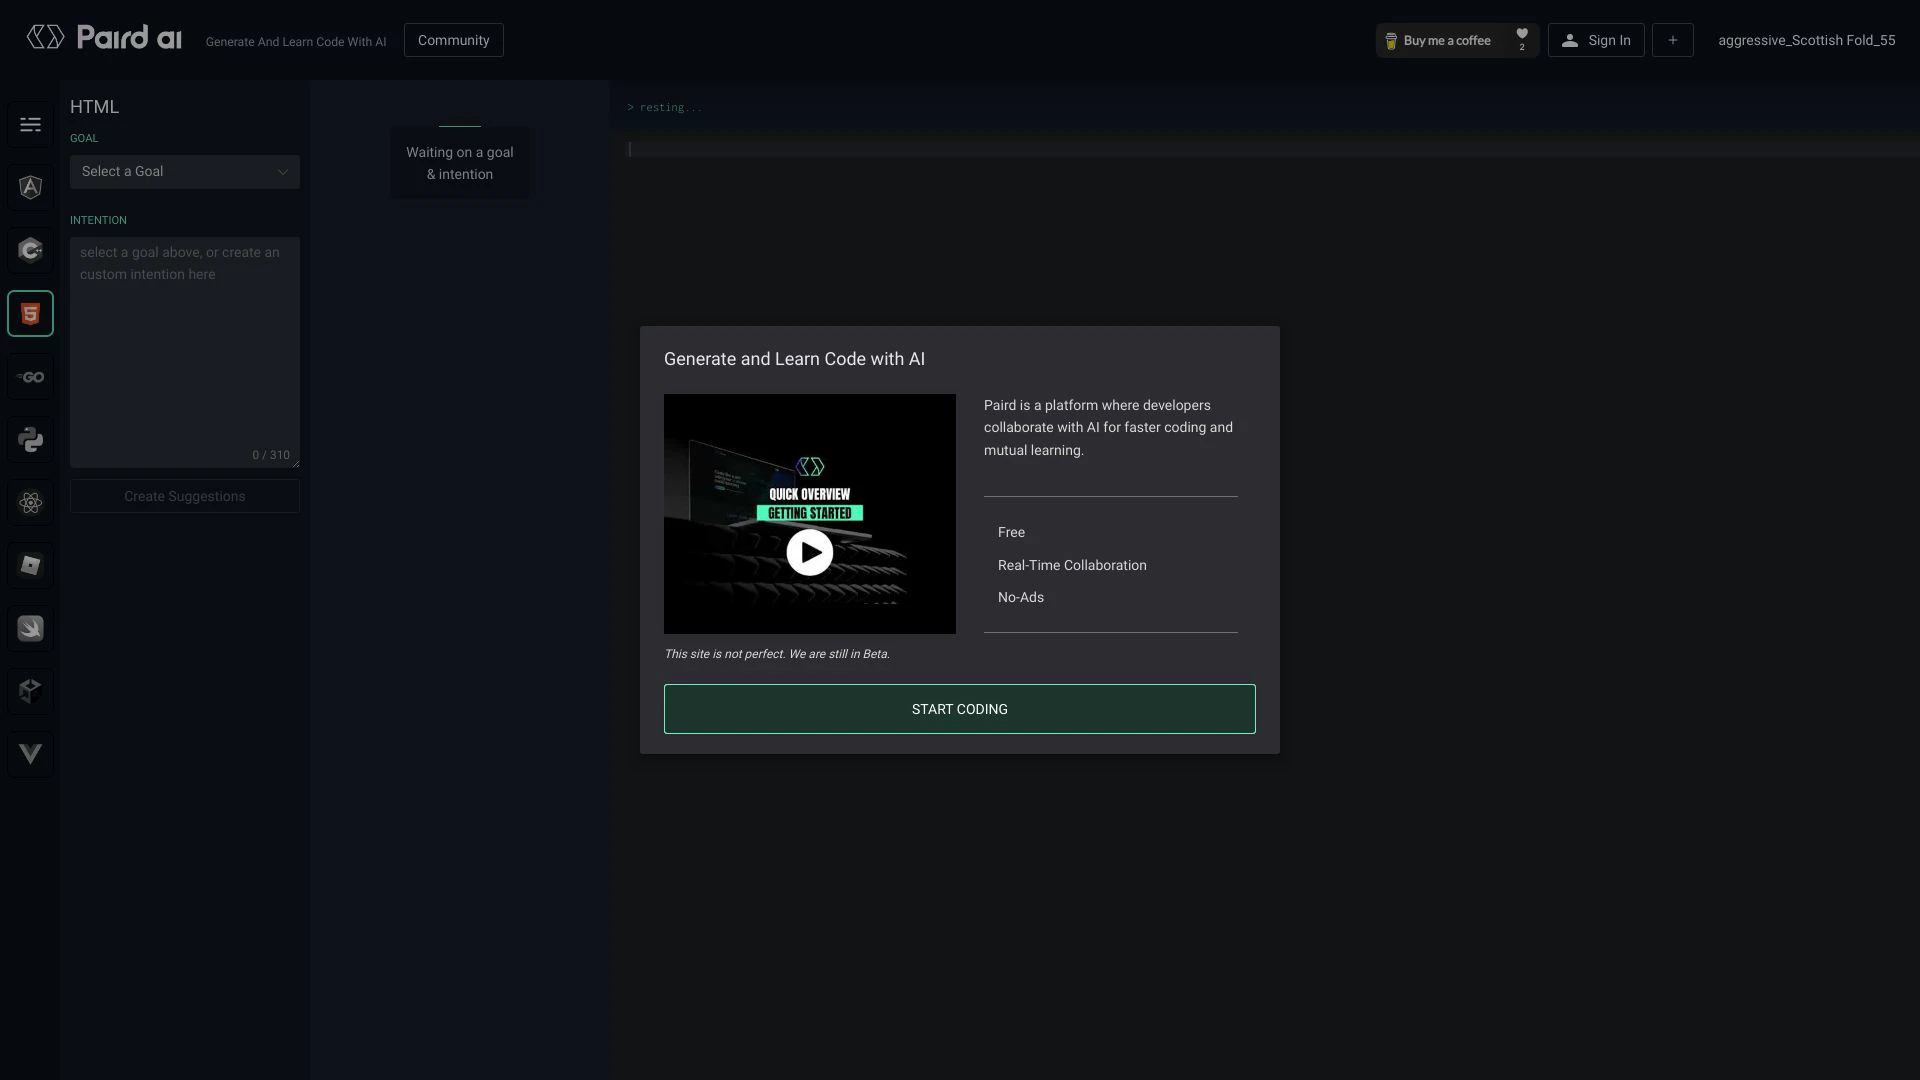 Paird ai
Generate And Learn Code With AI
Community
Buy me a coffee
2
Sign In
+
aggressive_Scottish Fold_55
HTML
GOAL
Select a Goal
INTENTION
select a goal above, or create an
custom intention here
0 / 310
Create Suggestions
GO
Waiting on a goal
& intention
> resting...
Generate and Learn Code with AI
QUICK OVERVIEW
GETTING STARTED
This site is not perfect. We are still in Beta.
Paird is a platform where developers
collaborate with AI for faster coding and
mutual learning.
Free
Real-Time Collaboration
No-Ads
START CODING